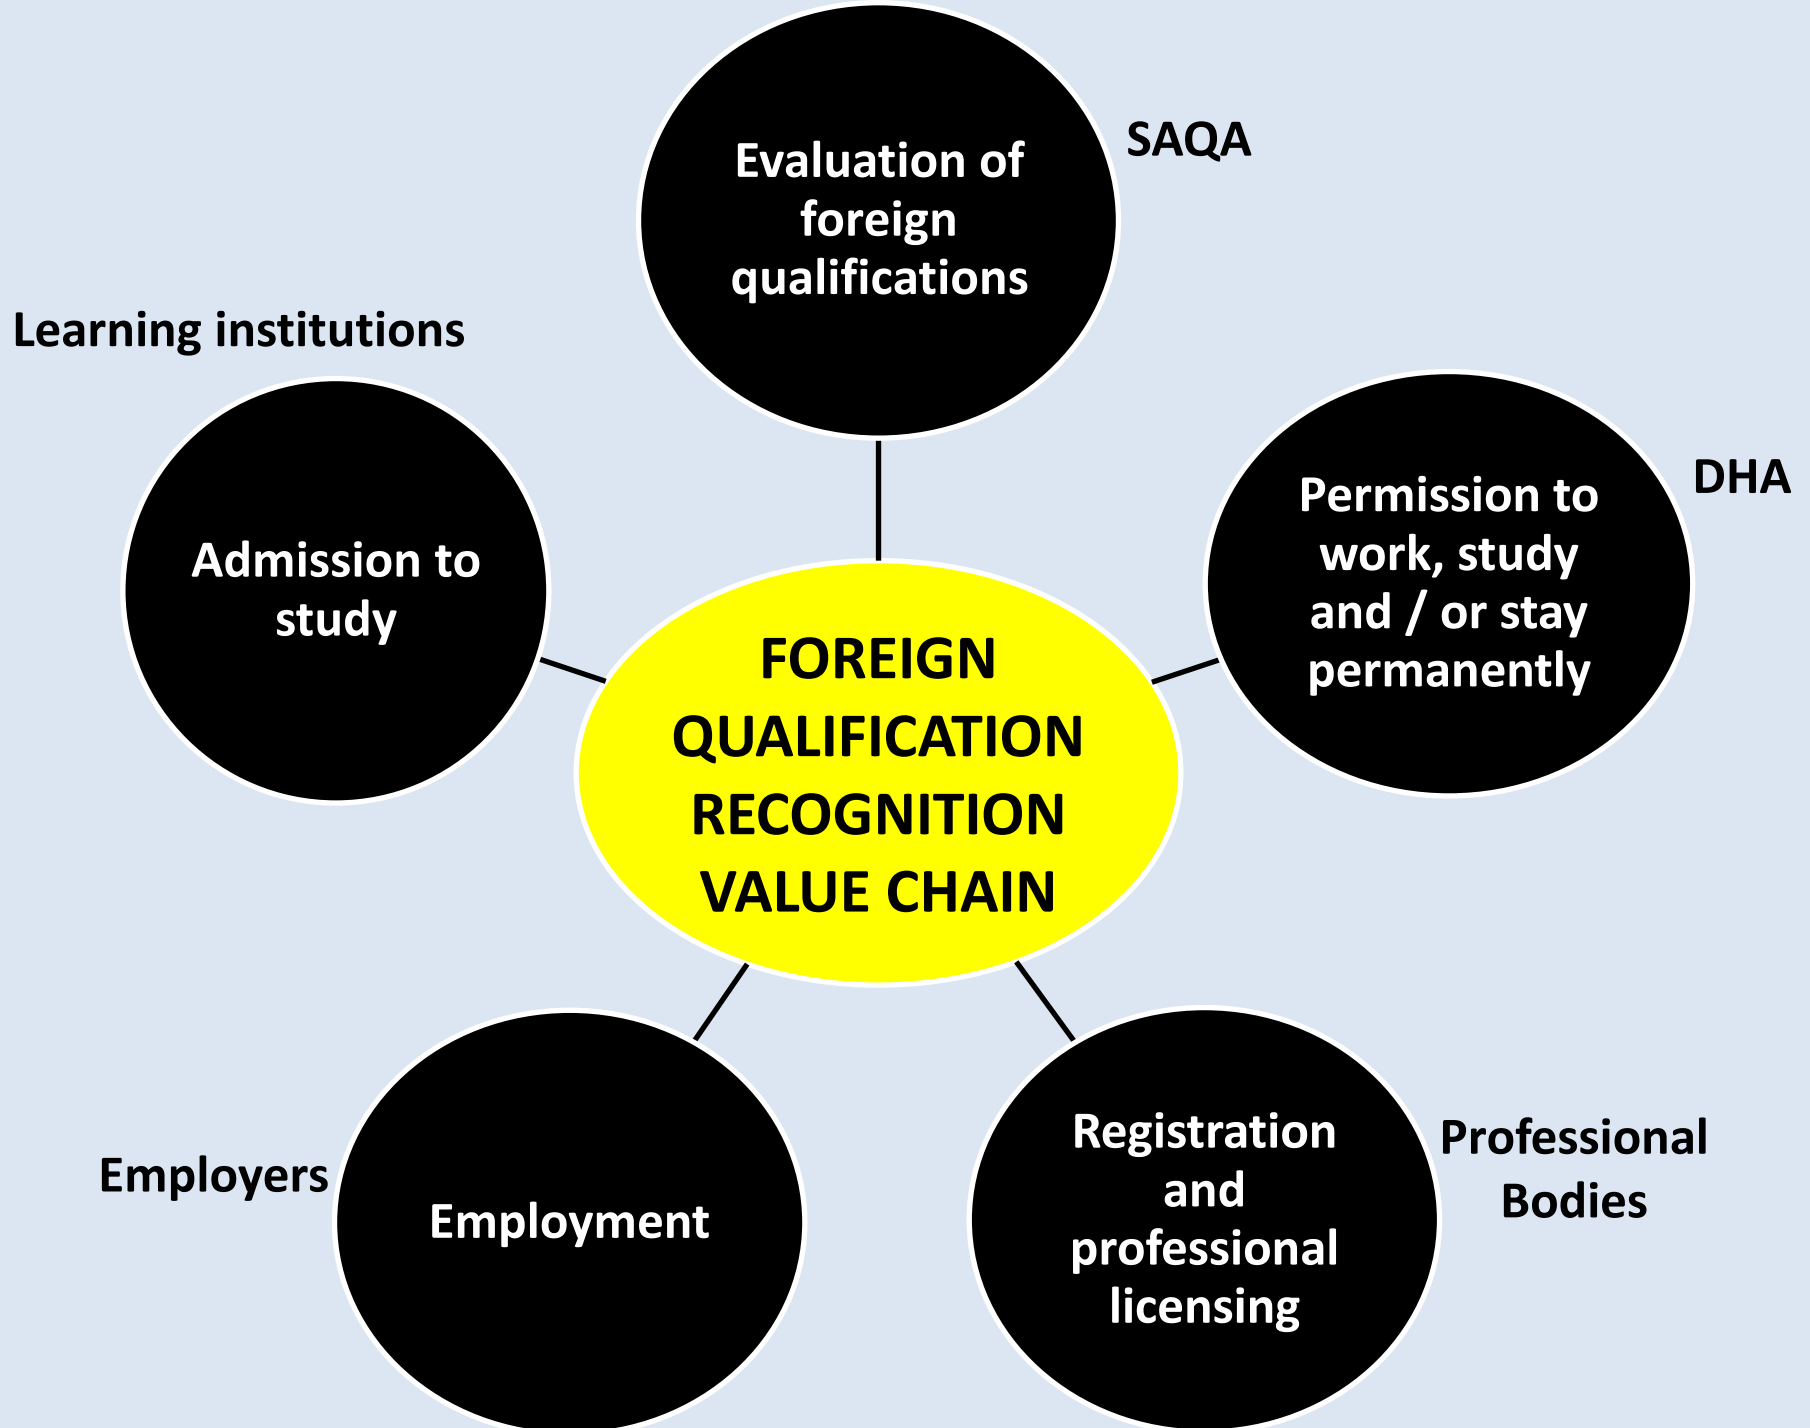 Evaluation of
foreign
qualifications
SAQA
Learning institutions
Admission to
study
Permission to
work, study
and / or stay
permanently
DHA
FOREIGN
QUALIFICATION
RECOGNITION
VALUE CHAIN
Employers
Employment
Registration
and
professional
licensing
Professional
Bodies